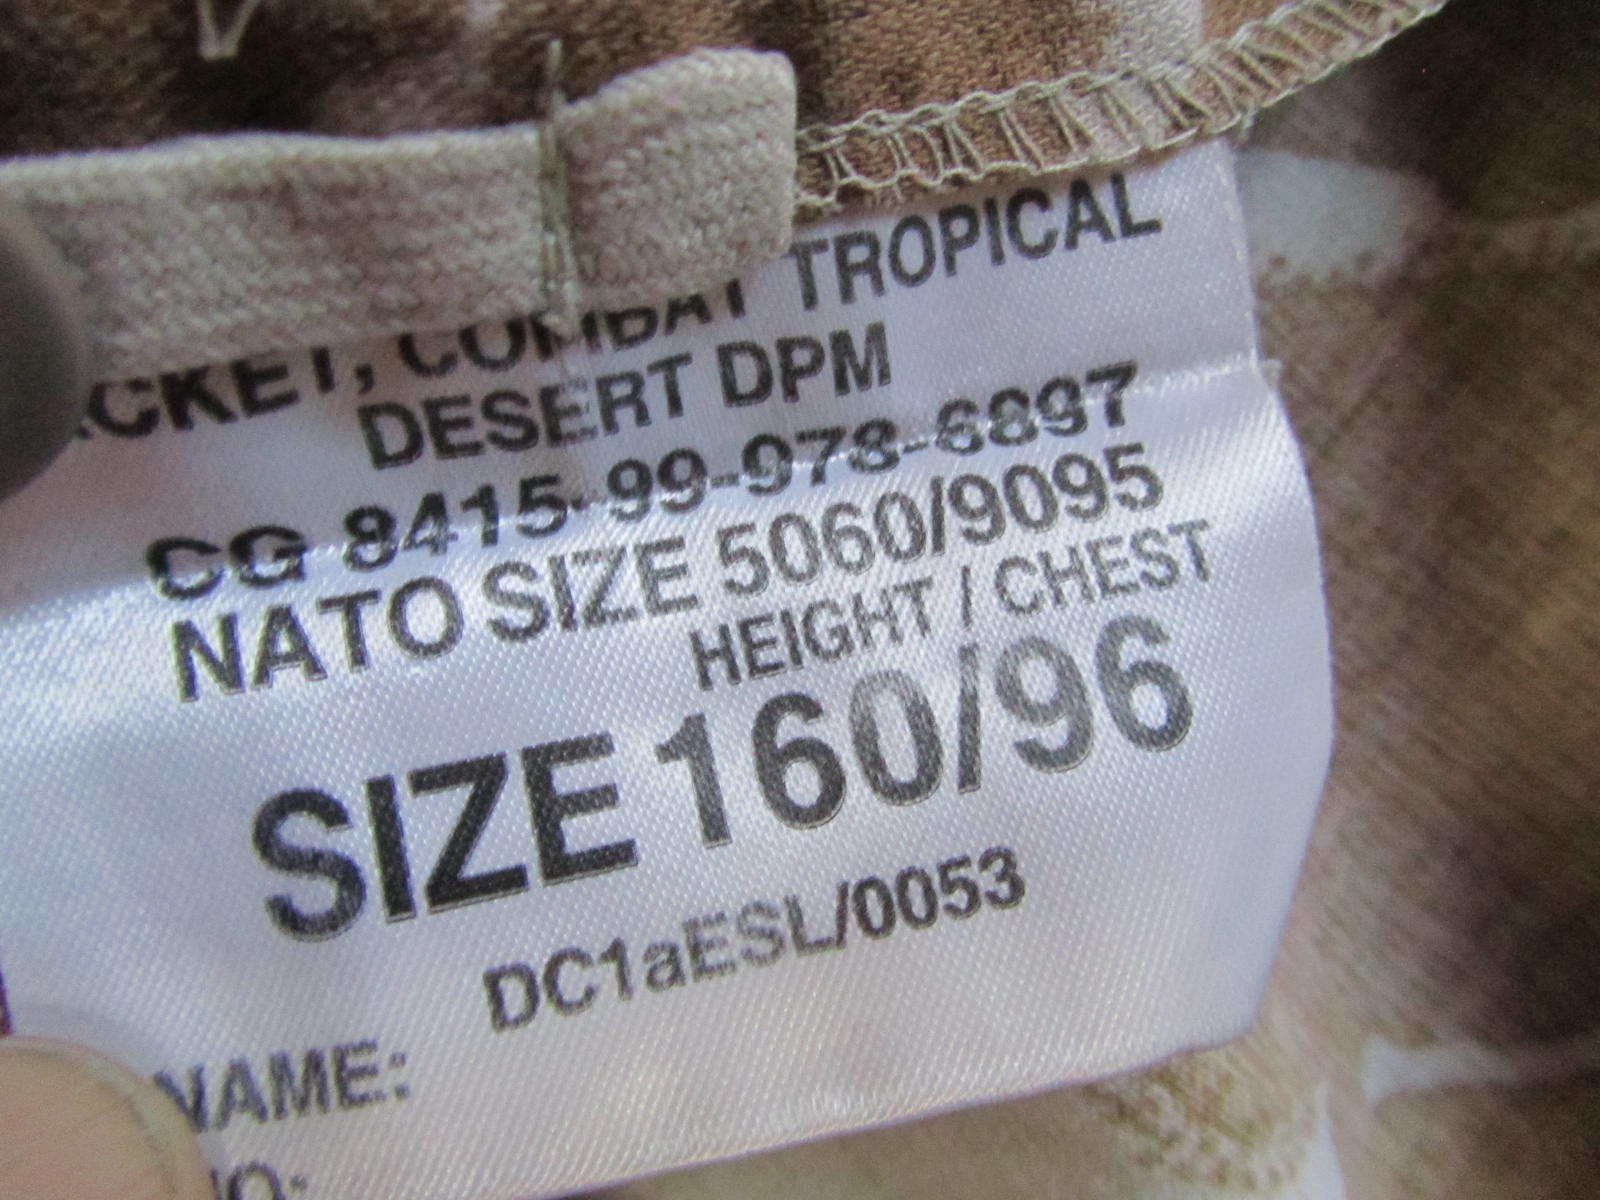 JACKET, COMBAT TROPICAL
DESERT DPM
CG 8415-99-978-6897
NATO SIZE 5060/9095
HEIGHT / CHEST
SIZE 160/96
DC1aESL/0053
NAME: